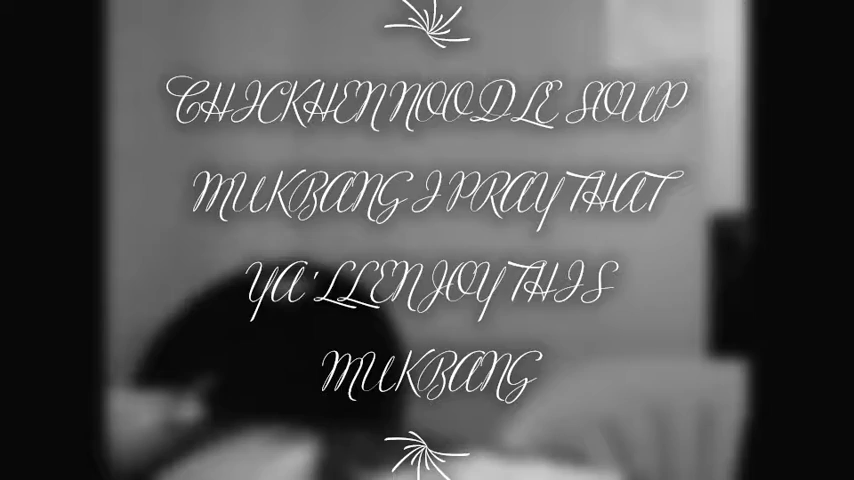 CHICKHEN NOODLE SOUP
MUKBANG I PRAY THAT
YA'LL ENJOY THIS
MUKBANG